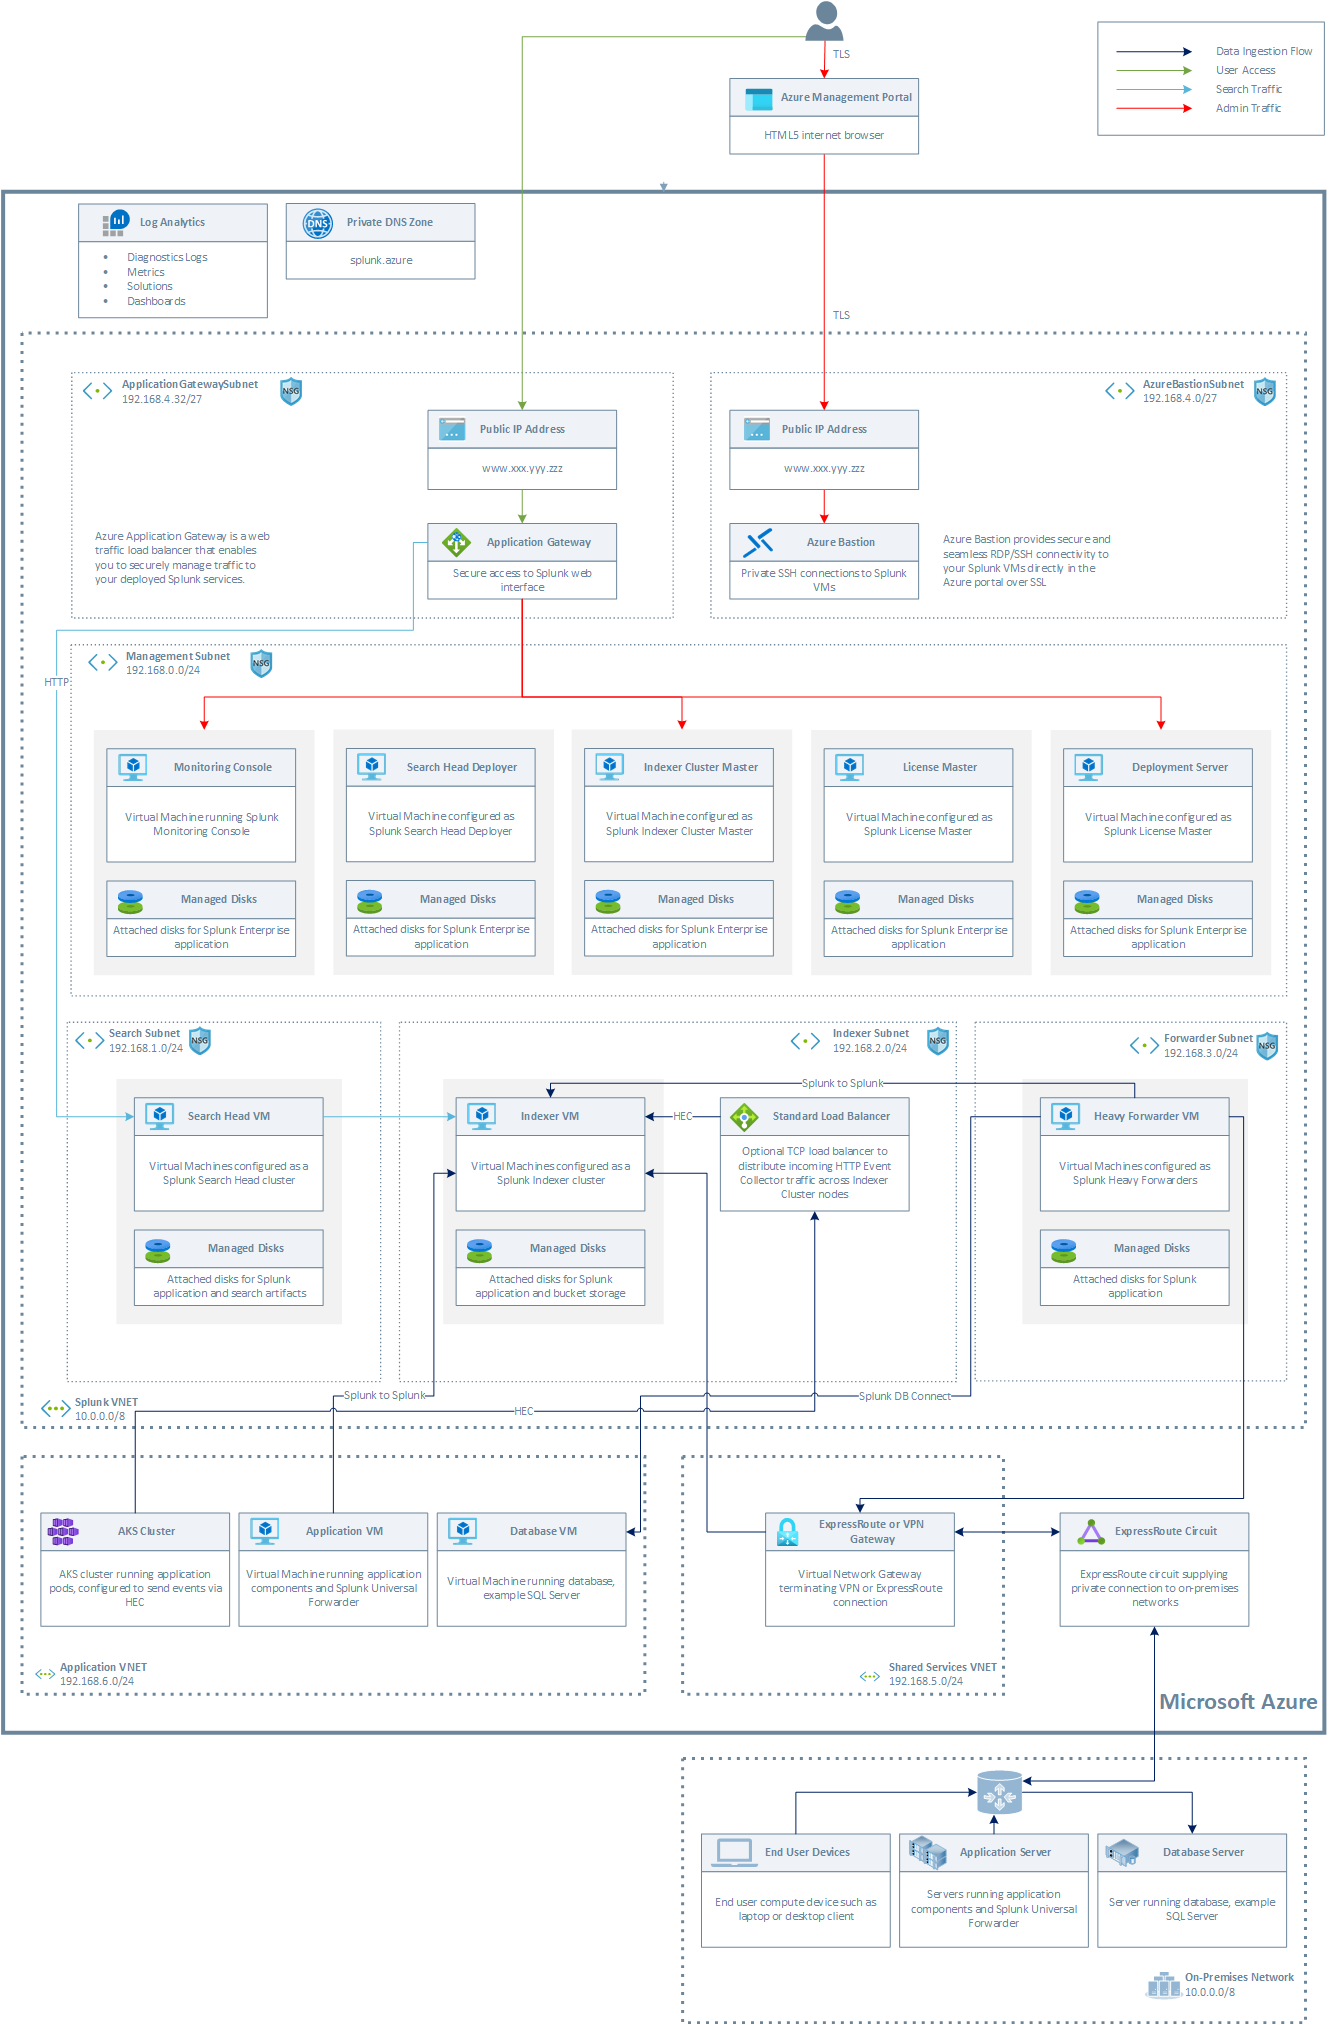 TLS
Azure Management Portal
HTML5 internet browser
Data Ingestion Flow
User Access
Search Traffic
Admin Traffic
Log Analytics
• Diagnostics Logs
• Metrics
• Solutions
• Dashboards
DNS
Private DNS Zone
splunk.azure
TLS
ApplicationGatewaySubnet
192.168.4.32/27
NSG
AzureBastionSubnet
192.168.4.0/27
NSG
Public IP Address
www.xxx.yyy.zzz
Public IP Address
www.xxx.yyy.zzz
Azure Application Gateway is a web
traffic load balancer that enables
you to securely manage traffic to
your deployed Splunk services.
Application Gateway
Secure access to Splunk web
interface
Azure Bastion
Private SSH connections to Splunk
VMs
Azure Bastion provides secure and
seamless RDP/SSH connectivity to
your Splunk VMs directly in the
Azure portal over SSL
HTTP
Management Subnet
192.168.0.0/24
NSG
Monitoring Console
Virtual Machine running Splunk
Monitoring Console
Managed Disks
Attached disks for Splunk Enterprise
application
Search Head Deployer
Virtual Machine configured as
Splunk Search Head Deployer
Managed Disks
Attached disks for Splunk Enterprise
application
Indexer Cluster Master
Virtual Machine configured as
Splunk Indexer Cluster Master
Managed Disks
Attached disks for Splunk Enterprise
application
License Master
Virtual Machine configured as
Splunk License Master
Managed Disks
Attached disks for Splunk Enterprise
application
Deployment Server
Virtual Machine configured as
Splunk License Master
Managed Disks
Attached disks for Splunk Enterprise
application
Search Subnet
192.168.1.0/24
NSG
Indexer Subnet
192.168.2.0/24
NSG
Forwarder Subnet
192.168.3.0/24
NSG
Splunk to Splunk
Search Head VM
Virtual Machines configured as a
Splunk Search Head cluster
Managed Disks
Attached disks for Splunk
application and search artifacts
Indexer VM
Virtual Machines configured as a
Splunk Indexer cluster
Managed Disks
Attached disks for Splunk
application and bucket storage
HEC
Standard Load Balancer
Optional TCP load balancer to
distribute incoming HTTP Event
Collector traffic across Indexer
Cluster nodes
Heavy Forwarder VM
Virtual Machines configured as
Splunk Heavy Forwarders
Managed Disks
Attached disks for Splunk
application
Splunk VNET
10.0.0.0/8
Splunk to Splunk
HEC
Splunk DB Connect
AKS Cluster
AKS cluster running application
pods, configured to send events via
HEC
Application VM
Virtual Machine running application
components and Splunk Universal
Forwarder
Database VM
Virtual Machine running database,
example SQL Server
ExpressRoute or VPN
Gateway
Virtual Network Gateway
terminating VPN or ExpressRoute
connection
ExpressRoute Circuit
ExpressRoute circuit supplying
private connection to on-premises
networks
Application VNET
192.168.6.0/24
Shared Services VNET
192.168.5.0/24
Microsoft Azure
End User Devices
End user compute device such as
laptop or desktop client
Application Server
Servers running application
components and Splunk Universal
Forwarder
Database Server
Server running database, example
SQL Server
On-Premises Network
10.0.0.0/8